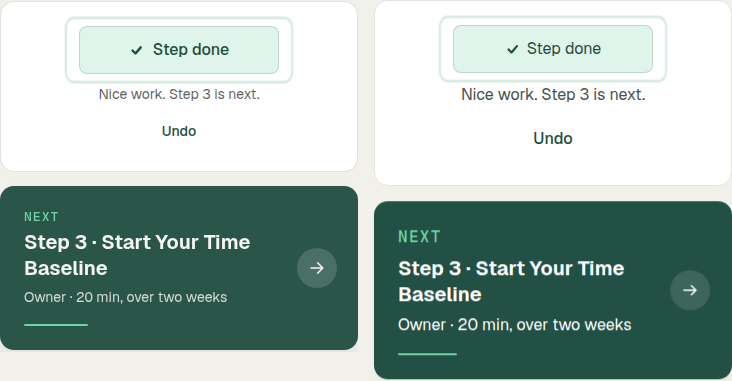 Step done
Nice work. Step 3 is next.
Undo
NEXT
Step 3 · Start Your Time
Baseline
Owner · 20 min, over two weeks
Step done
Nice work. Step 3 is next.
Undo
NEXT
Step 3 · Start Your Time
Baseline
Owner · 20 min, over two weeks